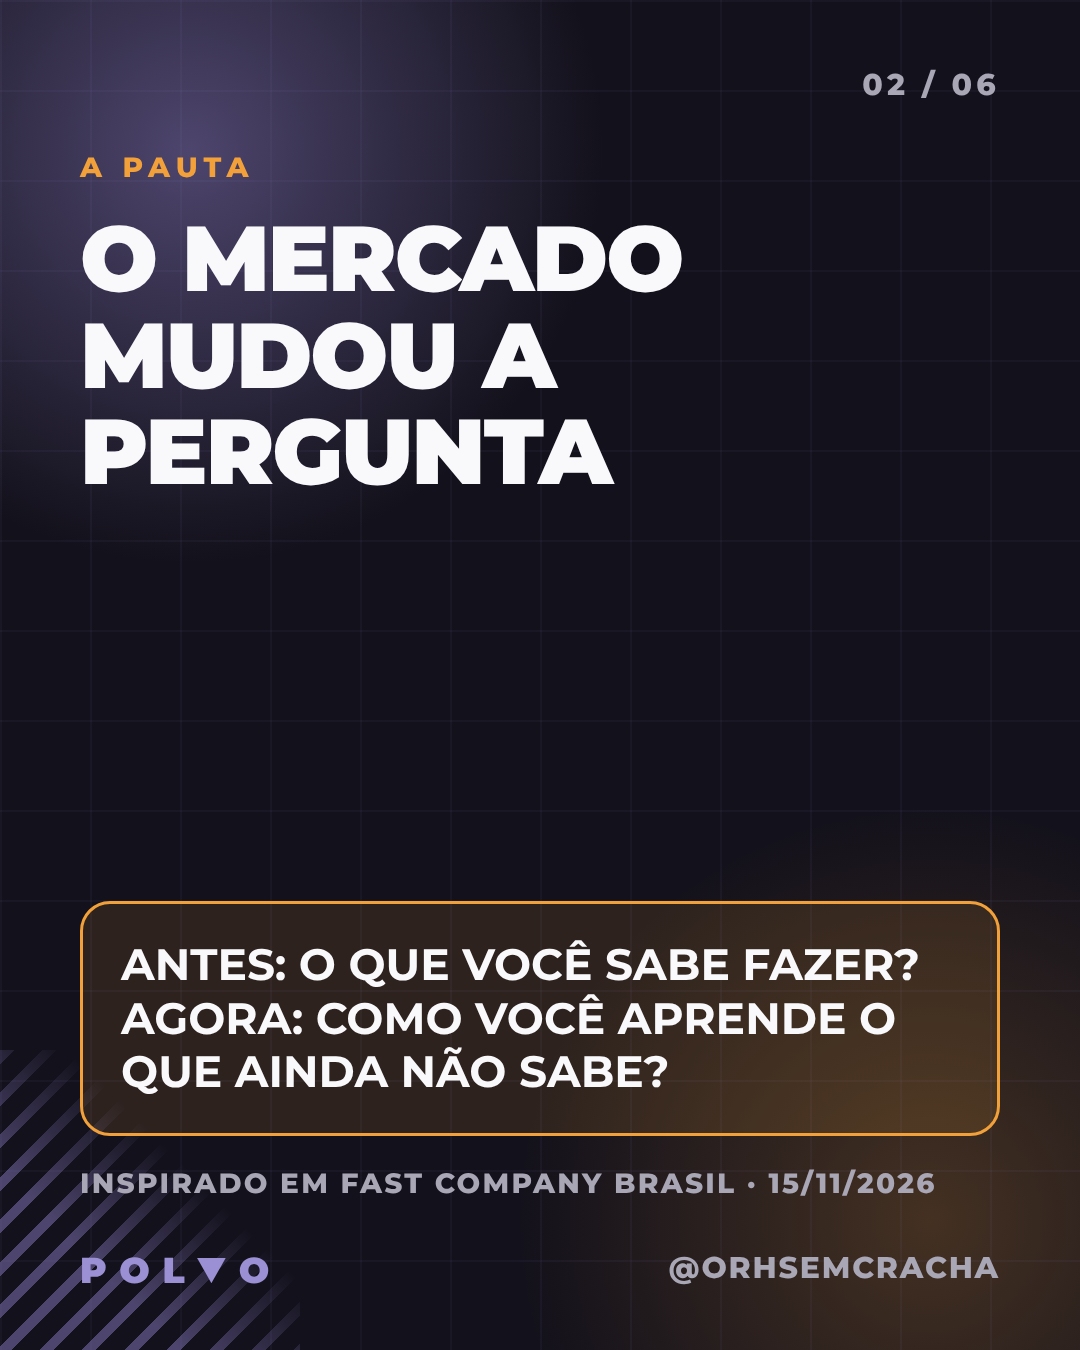 02 / 06
A PAUTA
O MERCADO
MUDOU A
PERGUNTA
ANTES: O QUE VOCÊ SABE FAZER?
AGORA: COMO VOCÊ APRENDE O
QUE AINDA NÃO SABE?
INSPIRADO EM FAST COMPANY BRASIL · 15/11/2026
POL▼O
@ORHSEMCRACHA